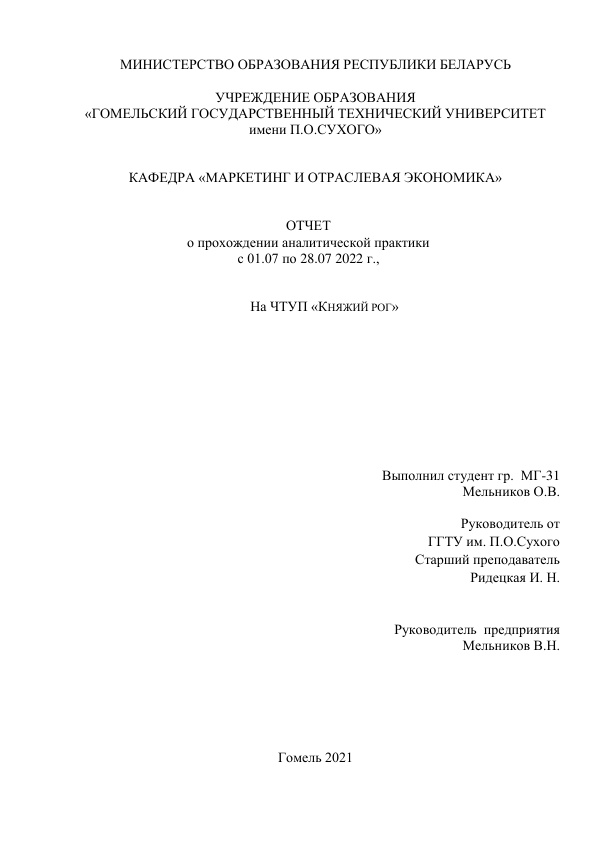 МИНИСТЕРСТВО ОБРАЗОВАНИЯ РЕСПУБЛИКИ БЕЛАРУСЬ
УЧРЕЖДЕНИЕ ОБРАЗОВАНИЯ
«ГОМЕЛЬСКИЙ ГОСУДАРСТВЕННЫЙ ТЕХНИЧЕСКИЙ УНИВЕРСИТЕТ
имени П.О.СУХОГО»
КАФЕДРА «МАРКЕТИНГ И ОТРАСЛЕВАЯ ЭКОНОМИКА»
ОТЧЕТ
о прохождении аналитической практики
с 01.07 по 28.07 2022 г.,
На ЧТУП «КНЯЖИЙ РОГ»
Выполнил студент гр.  МГ-31
Мельников О.В.
Руководитель от
ГГТУ им. П.О.Сухого
Старший преподаватель
Ридецкая И. Н.
Руководитель  предприятия
Мельников В.Н.
Гомель 2021